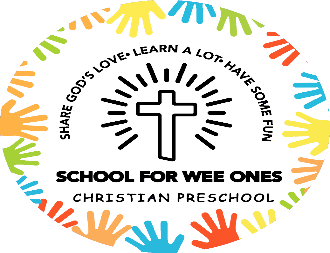 SHARE GOD'S LOVE• LEARN A LOT• HAVE SOME FUN
SCHOOL FOR WEE ONES
CHRISTIAN PRESCHOOL